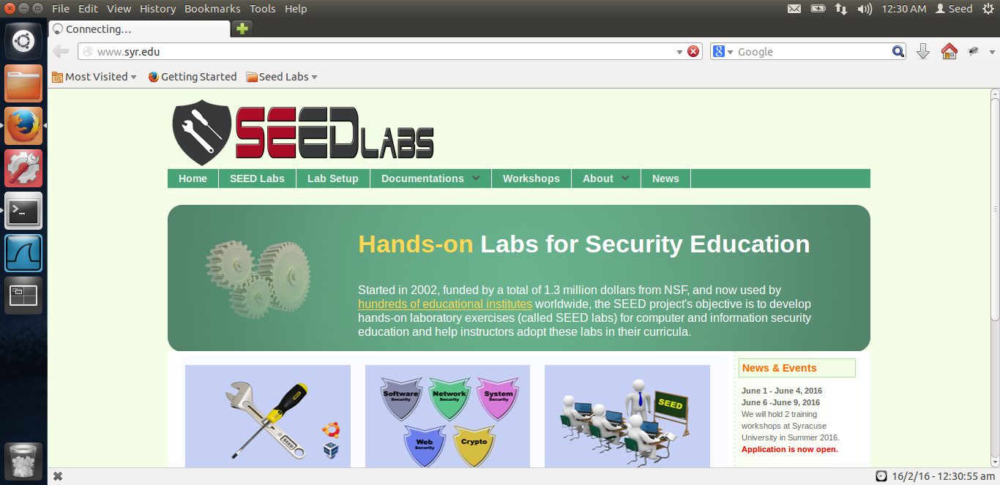 File Edit View History Bookmarks Tools Help
12:30 AM Seed
Connecting...
www.syr.edu
8 Google
Most Visited Getting Started Seed Labs
SEED LABS
Home SEED Labs Lab Setup Documentations Workshops About News
Hands-on Labs for Security Education
Started in 2002, funded by a total of 1.3 million dollars from NSF, and now used by
hundreds of educational institutes worldwide, the SEED project's objective is to develop
hands-on laboratory exercises (called SEED labs) for computer and information security
education and help instructors adopt these labs in their curricula.
SEED
Software
Security
Network
Security
System
Security
Web
Security
Crypto
SEED
News & Events
June 1 - June 4, 2016
June 6 -June 9, 2016
We will hold 2 training
workshops at Syracuse
University in Summer 2016.
Application is now open.
16/2/16 - 12:30:55 am